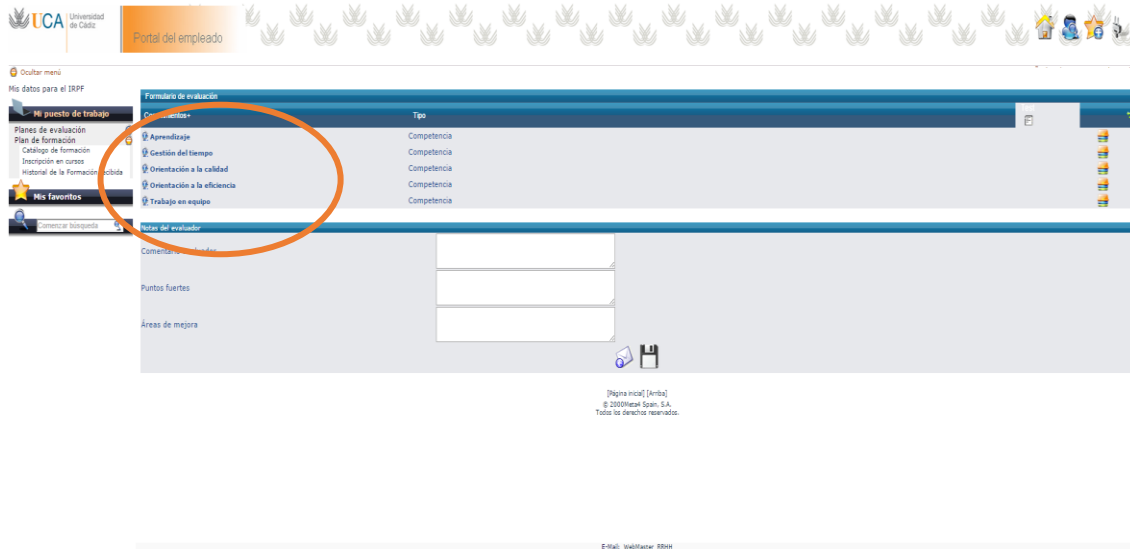 UCA Universidad
de Cádiz
Portal del empleado
Ocultar menú
Mis datos para el IRPF
Mi puesto de trabajo
Planes de evaluación
Plan de formación
Catálogo de formación
Inscripción en cursos
Historial de la Formación
Mis favoritos
Comenzar búsqueda
Formulario de evaluación
Tipo
Aprendizaje Competencia
Gestión del tiempo Competencia
Orientación a la calidad Competencia
Orientación a la eficiencia Competencia
Trabajo en equipo Competencia
Notas del evaluador
Puntos fuertes
Áreas de mejora
[Página inicial] [Arriba]
© 2000Meta4 Spain, S.A.
Todos los derechos reservados.
E-Mail: WebMaster RRHH